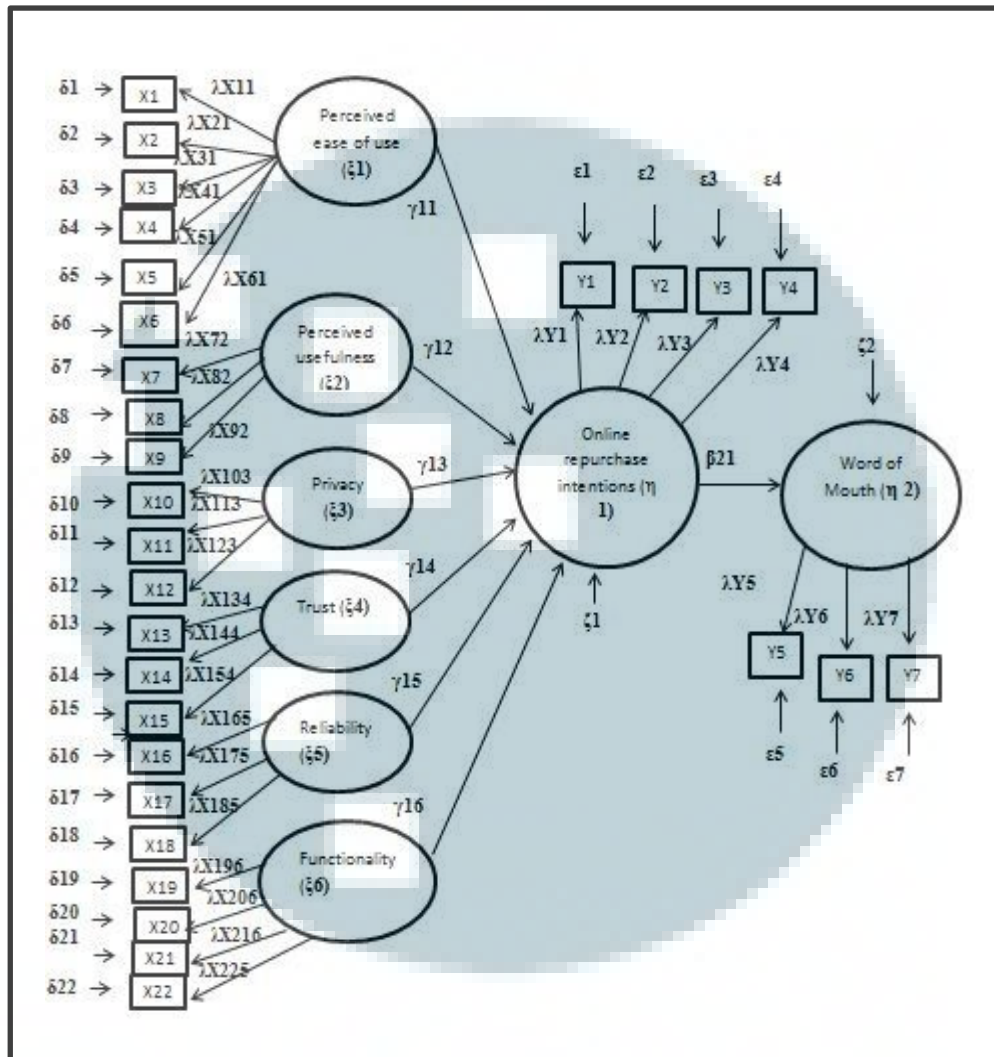 δ1
X1
λX11
δ2
X2
λX21
δ3
X3
λX31
δ4
X4
λX41
δ5
X5
λX51
δ6
X6
λX61
Perceived
ease of use
(ξ1)
γ11
δ7
X7
λX72
δ8
X8
λX82
δ9
X9
λX92
Perceived
usefulness
(ξ2)
γ12
δ10
X10
λX103
δ11
X11
λX113
δ12
X12
λX123
Privacy
(ξ3)
γ13
δ13
X13
λX134
δ14
X14
λX144
δ15
X15
λX154
Trust (ξ4)
γ14
δ16
X16
λX165
δ17
X17
λX175
δ18
X18
λX185
Reliability
(ξ5)
γ15
δ19
X19
λX196
δ20
X20
λX206
δ21
X21
λX216
δ22
X22
λX225
Functionality
(ξ6)
γ16
ε1
ε2
ε3
ε4
Y1
Y2
Y3
Y4
λY1
λY2
λY3
λY4
Online
repurchase
intentions (η
1)
ζ1
β21
ζ2
Word of
Mouth (η 2)
λY5
λY6
λY7
Y5
Y6
Y7
ε5
ε6
ε7